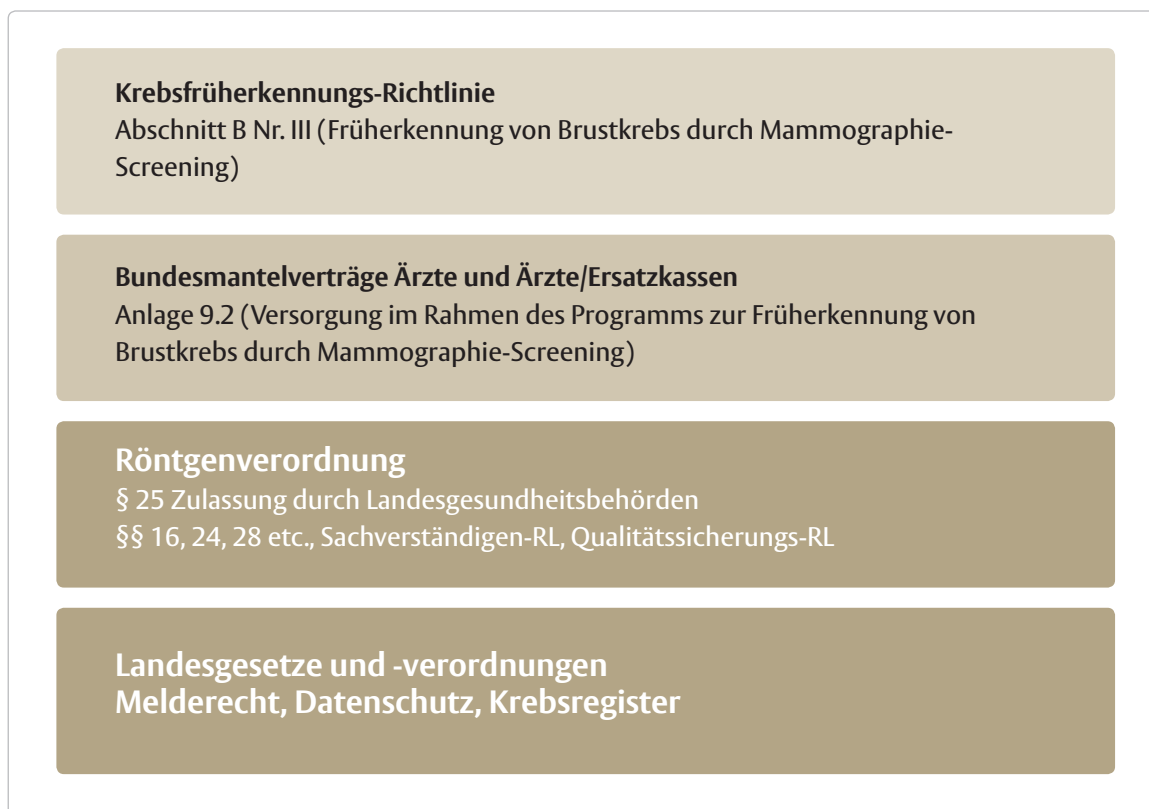 Krebsfrüherkennungs-Richtlinie
Abschnitt B Nr. III (Früherkennung von Brustkrebs durch Mammographie-
Screening)
Bundesmantelverträge Ärzte und Ärzte/Ersatzkassen
Anlage 9.2 (Versorgung im Rahmen des Programms zur Früherkennung von
Brustkrebs durch Mammographie-Screening)
Röntgenverordnung
§ 25 Zulassung durch Landesgesundheitsbehörden
§§ 16, 24, 28 etc., Sachverständigen-RL, Qualitätssicherungs-RL
Landesgesetze und -verordnungen
Melderecht, Datenschutz, Krebsregister